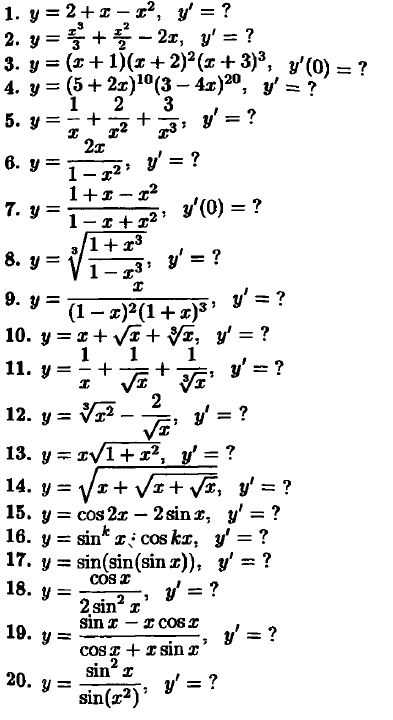 1. y = 2 + x − x², y′ = ?
2. y = x³/3 + x²/2 − 2x, y′ = ?
3. y = (x + 1)(x + 2)²(x + 3)³, y′(0) = ?
4. y = (5 + 2x)¹⁰(3 − 4x)²⁰, y′ = ?
5. y = 1/x + 2/x² + 3/x³, y′ = ?
6. y = 2x/(1 − x²), y′ = ?
7. y = (1 + x − x²)/(1 − x + x²), y′(0) = ?
8. y = ∛((1 + x³)/(1 − x³)), y′ = ?
9. y = x/((1 − x)²(1 + x)³), y′ = ?
10. y = x + √x + ∛x, y′ = ?
11. y = 1/x + 1/√x + 1/∛x, y′ = ?
12. y = ∛(x²) − 2/√x, y′ = ?
13. y = x√(1 + x²), y′ = ?
14. y = √(x + √(x + √x)), y′ = ?
15. y = cos 2x − 2 sin x, y′ = ?
16. y = sinᵏ x · cos kx, y′ = ?
17. y = sin(sin(sin x)), y′ = ?
18. y = cos x/(2 sin² x), y′ = ?
19. y = (sin x − x cos x)/(cos x + x sin x), y′ = ?
20. y = sin² x/sin(x²), y′ = ?